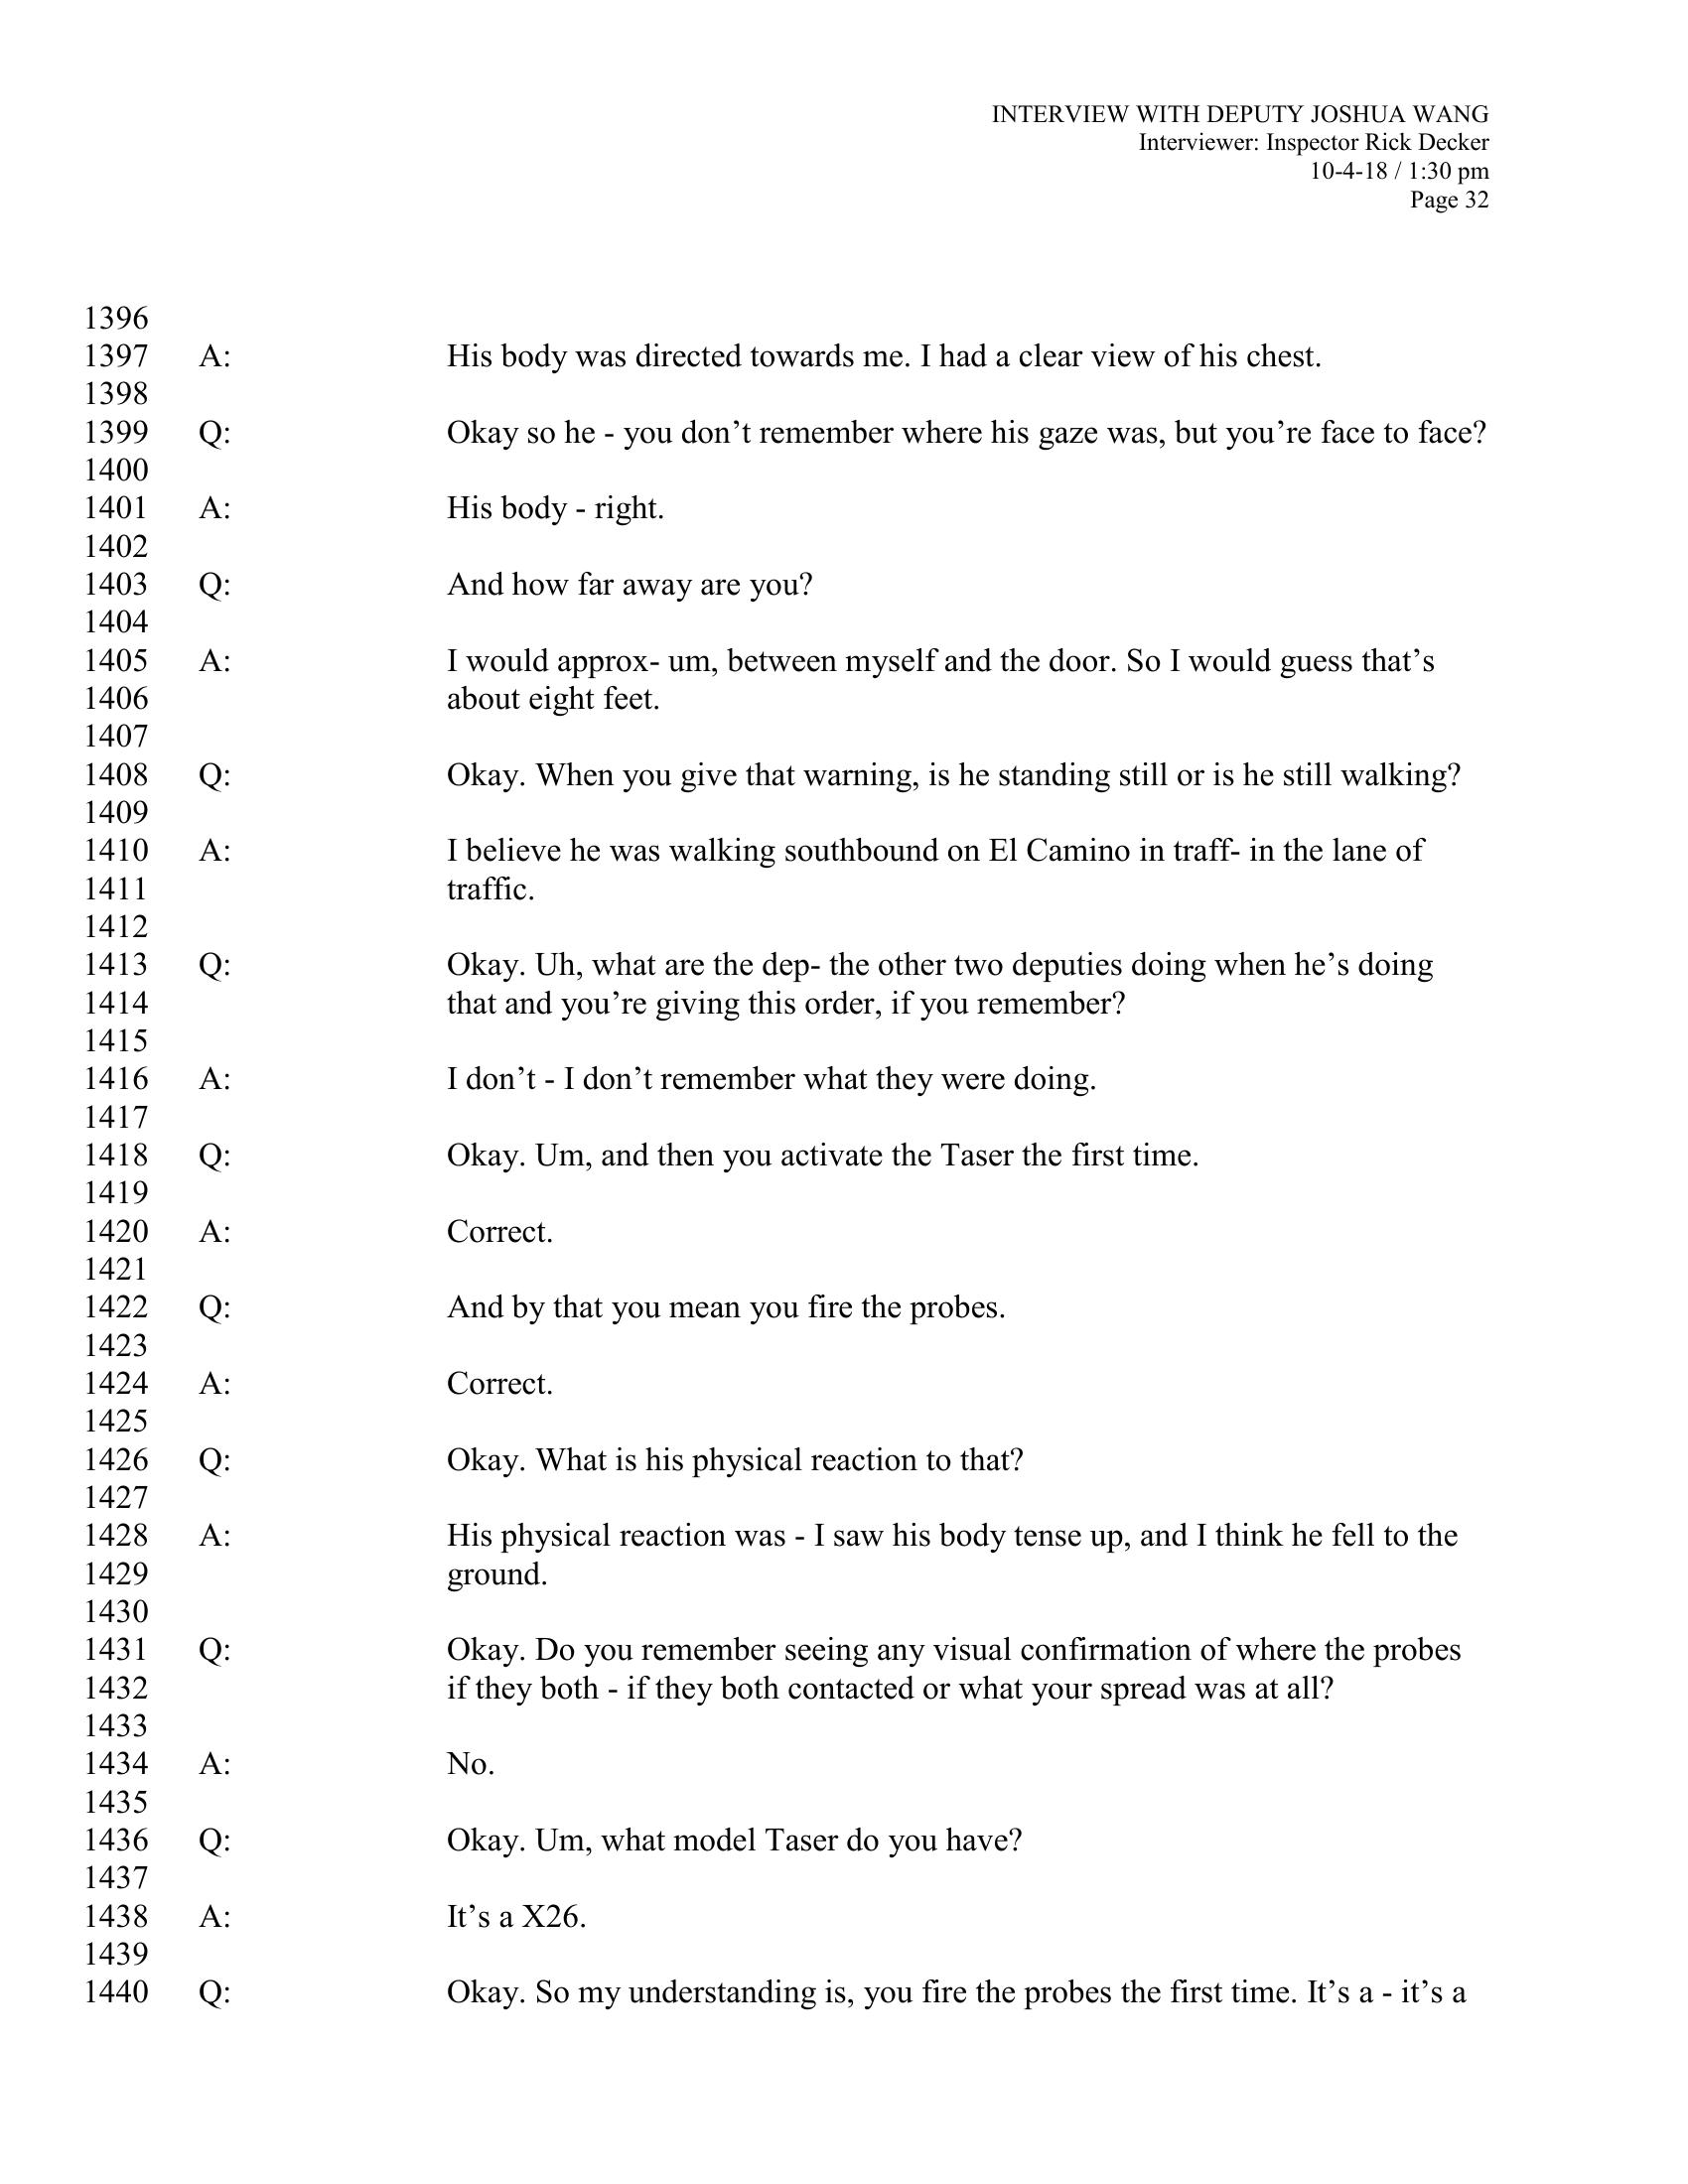 INTERVIEW WITH DEPUTY JOSHUA WANG
Interviewer: Inspector Rick Decker
10-4-18 / 1:30 pm
Page 32
1396
1397 A: His body was directed towards me. I had a clear view of his chest.
1398
1399 Q: Okay so he - you don’t remember where his gaze was, but you’re face to face?
1400
1401 A: His body - right.
1402
1403 Q: And how far away are you?
1404
1405 A: I would approx- um, between myself and the door. So I would guess that’s
1406 about eight feet.
1407
1408 Q: Okay. When you give that warning, is he standing still or is he still walking?
1409
1410 A: I believe he was walking southbound on El Camino in traff- in the lane of
1411 traffic.
1412
1413 Q: Okay. Uh, what are the dep- the other two deputies doing when he’s doing
1414 that and you’re giving this order, if you remember?
1415
1416 A: I don’t - I don’t remember what they were doing.
1417
1418 Q: Okay. Um, and then you activate the Taser the first time.
1419
1420 A: Correct.
1421
1422 Q: And by that you mean you fire the probes.
1423
1424 A: Correct.
1425
1426 Q: Okay. What is his physical reaction to that?
1427
1428 A: His physical reaction was - I saw his body tense up, and I think he fell to the
1429 ground.
1430
1431 Q: Okay. Do you remember seeing any visual confirmation of where the probes
1432 if they both - if they both contacted or what your spread was at all?
1433
1434 A: No.
1435
1436 Q: Okay. Um, what model Taser do you have?
1437
1438 A: It’s a X26.
1439
1440 Q: Okay. So my understanding is, you fire the probes the first time. It’s a - it’s a